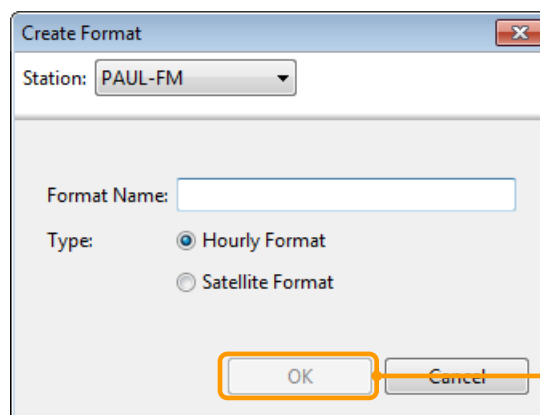 Create Format
Station: PAUL-FM
Format Name:
Type: Hourly Format
Satellite Format
OK Cancel